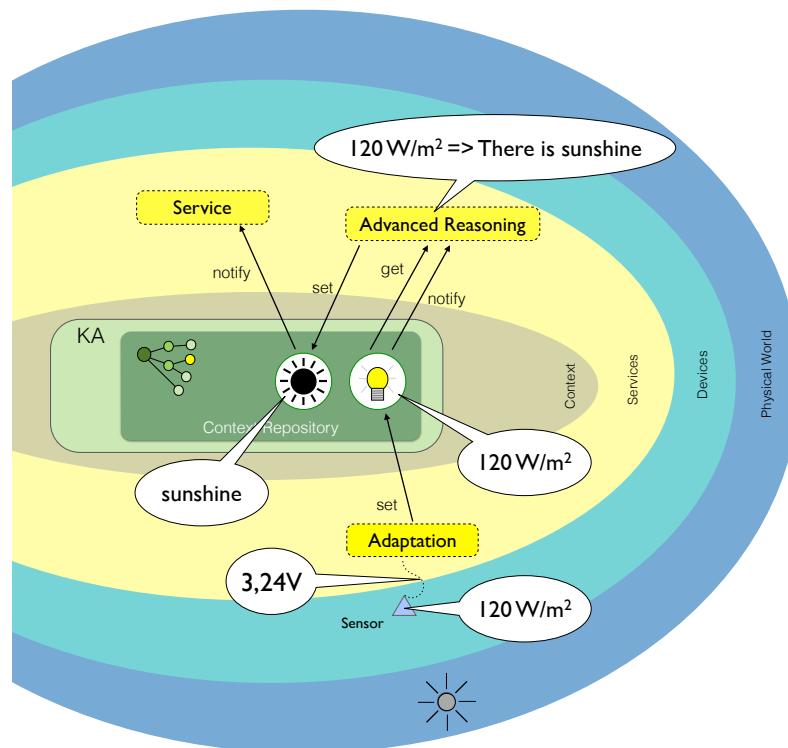 120 W/m² => There is sunshine
Service
Advanced Reasoning
notify
set
get
notify
KA
Context Repository
Context
Services
Devices
Physical World
sunshine
120 W/m²
set
Adaptation
3,24V
Sensor
120 W/m²